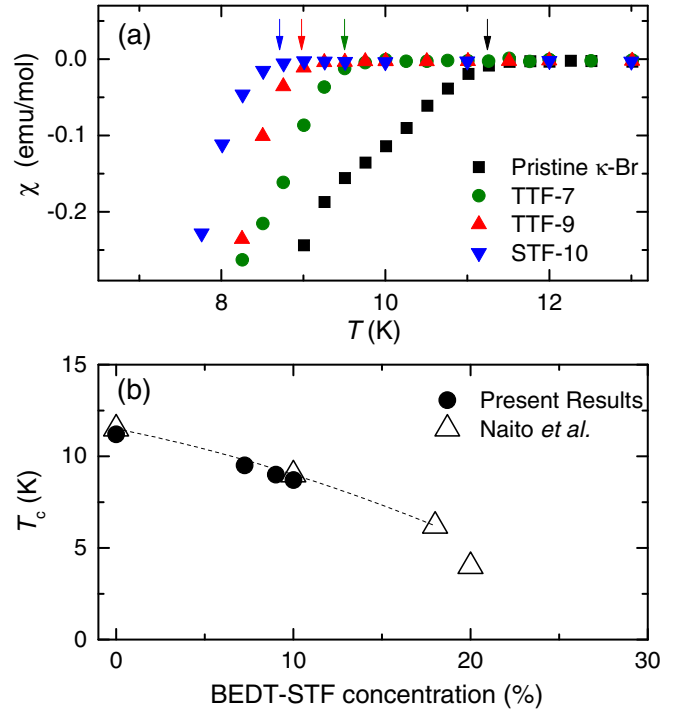 (a)
0.0
-0.1
-0.2
χ (emu/mol)
Pristine κ-Br
TTF-7
TTF-9
STF-10
8 10 12
T (K)
(b)
15
10
5
0
Tc (K)
Present Results
Naito et al.
0 10 20 30
BEDT-STF concentration (%)